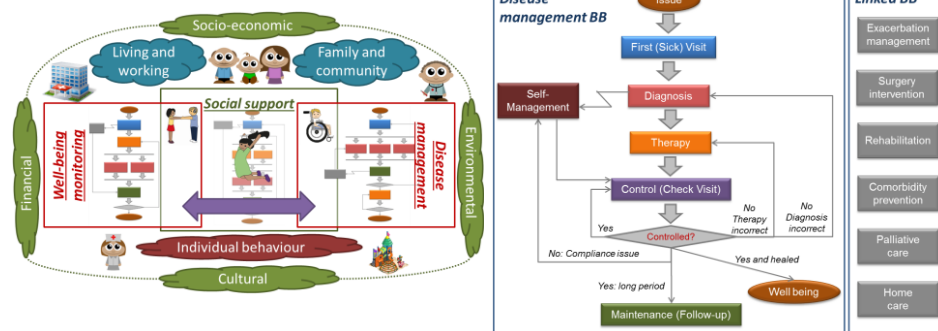 Socio-economic
Living and
working
Family and
community
Social support
Well-being
monitoring
Disease
management
Financial
Environmental
Individual behaviour
Cultural
Disease
management BB
Issue
First (Sick) Visit
Self-
Management
Diagnosis
Therapy
Control (Check Visit)
Yes
Controlled?
No
Therapy
incorrect
No
Diagnosis
incorrect
No: Compliance issue
Yes and healed
Yes: long period
Well being
Maintenance (Follow-up)
Linked BB
Exacerbation
management
Surgery
intervention
Rehabilitation
Comorbidity
prevention
Palliative
care
Home
care